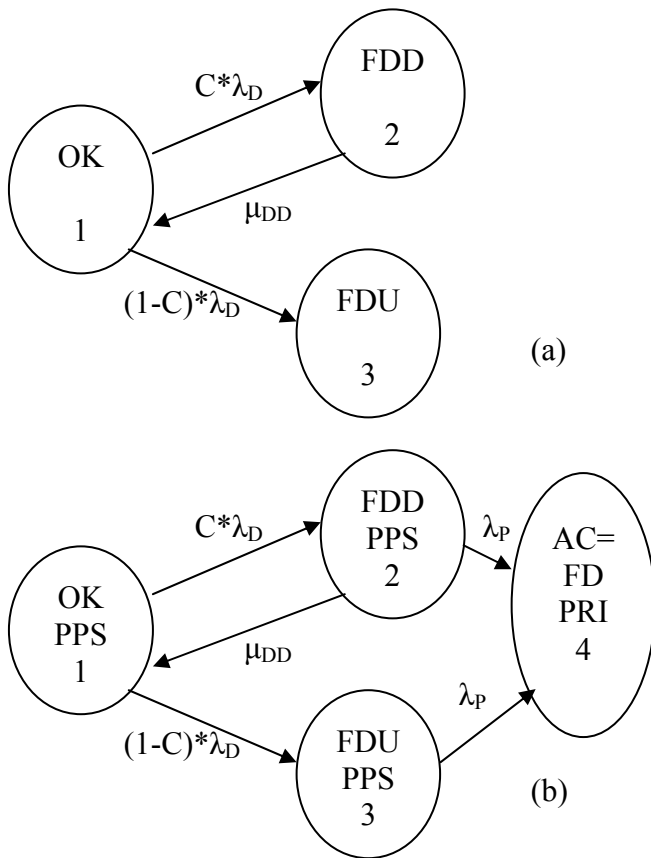 FDD
2
C*λD
OK
1
μDD
(1-C)*λD
FDU
3
(a)
FDD
PPS
2
C*λD
λP
AC=
FD
PRI
4
OK
PPS
1
μDD
λP
(1-C)*λD
FDU
PPS
3
(b)